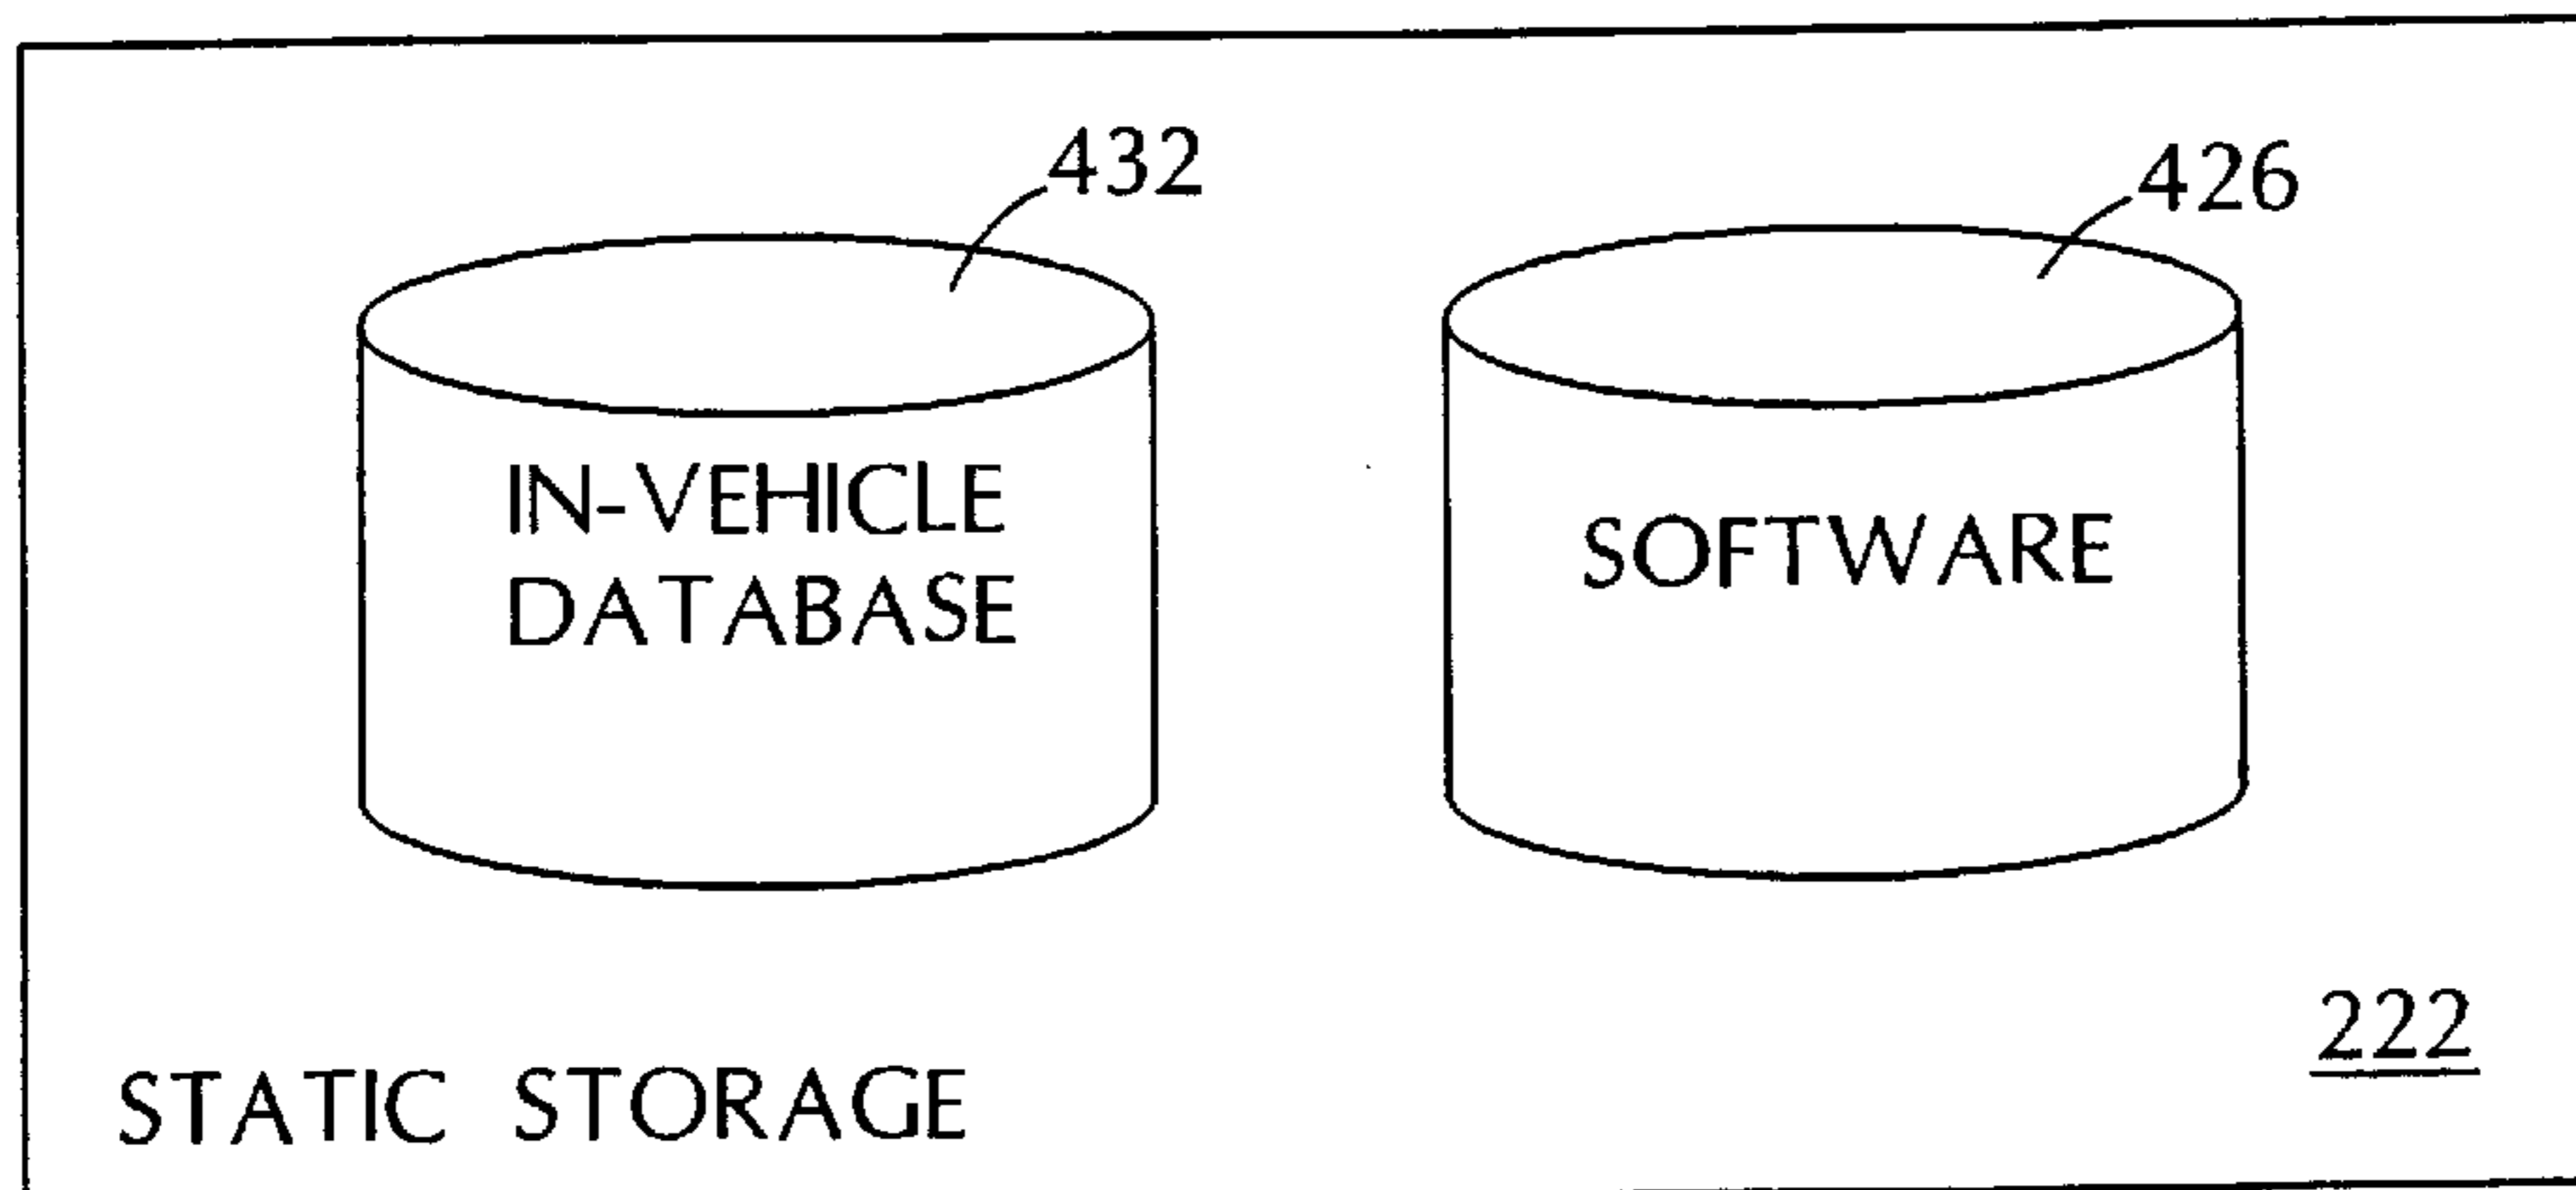 432
426
IN-VEHICLE
DATABASE
SOFTWARE
222
STATIC STORAGE